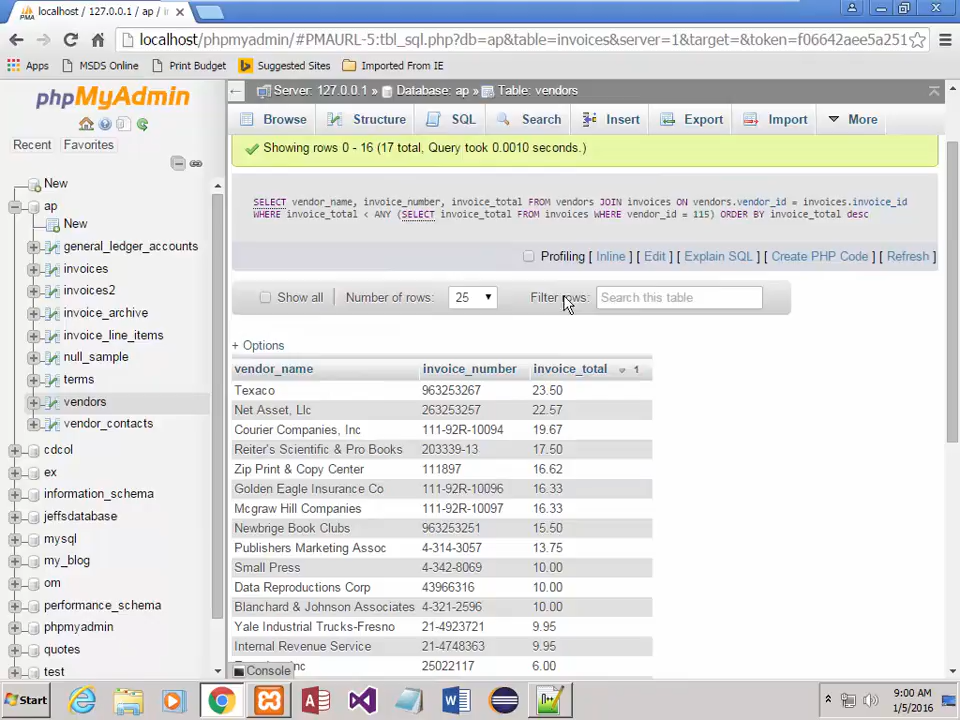 localhost / 127.0.0.1 / ap / i
localhost/phpmyadmin/#PMAURL-5:tbl_sql.php?db=ap&table=invoices&server=1&target=&token=f06642aee5a251
Apps MSDS Online Print Budget Suggested Sites Imported From IE
phpMyAdmin
Recent Favorites
New
ap
New
general_ledger_accounts
invoices
invoices2
invoice_archive
invoice_line_items
null_sample
terms
vendors
vendor_contacts
cdcol
ex
information_schema
jeffsdatabase
mysql
my_blog
om
performance_schema
phpmyadmin
quotes
test
Server: 127.0.0.1 » Database: ap » Table: vendors
Browse Structure SQL Search Insert Export Import More
Showing rows 0 - 16 (17 total, Query took 0.0010 seconds.)
SELECT vendor_name, invoice_number, invoice_total FROM vendors JOIN invoices ON vendors.vendor_id = invoices.invoice_id
WHERE invoice_total < ANY (SELECT invoice_total FROM invoices WHERE vendor_id = 115) ORDER BY invoice_total desc
Profiling [ Inline ] [ Edit ] [ Explain SQL ] [ Create PHP Code ] [ Refresh ]
Show all Number of rows: 25 Filter rows: Search this table
+ Options
vendor_name invoice_number invoice_total 1
Texaco 963253267 23.50
Net Asset, Llc 263253257 22.57
Courier Companies, Inc 111-92R-10094 19.67
Reiter's Scientific & Pro Books 203339-13 17.50
Zip Print & Copy Center 111897 16.62
Golden Eagle Insurance Co 111-92R-10096 16.33
Mcgraw Hill Companies 111-92R-10097 16.33
Newbrige Book Clubs 963253251 15.50
Publishers Marketing Assoc 4-314-3057 13.75
Small Press 4-342-8069 10.00
Data Reproductions Corp 43966316 10.00
Blanchard & Johnson Associates 4-321-2596 10.00
Yale Industrial Trucks-Fresno 21-4923721 9.95
Internal Revenue Service 21-4748363 9.95
Inc 25022117 6.00
Console
Start
9:00 AM
1/5/2016